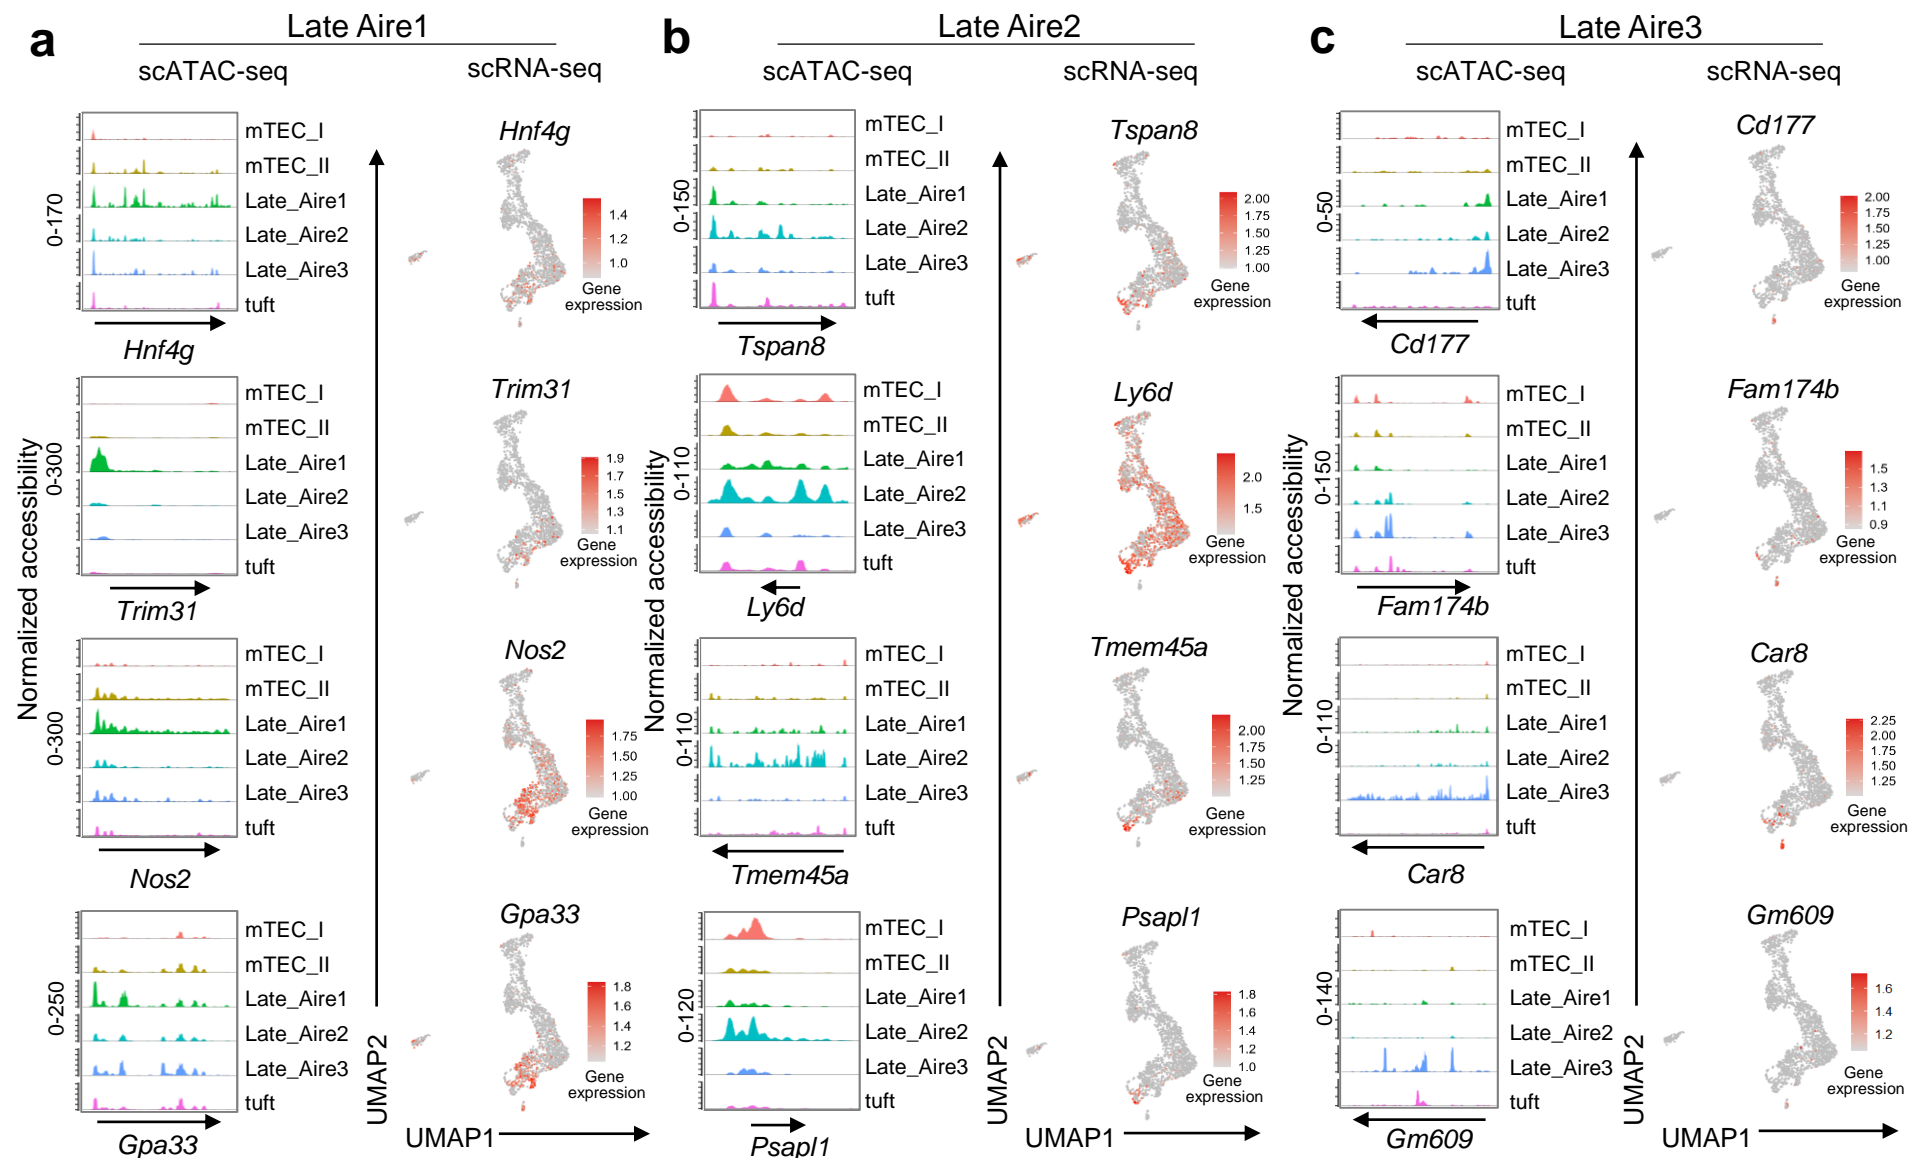 a
Late Aire1
scATAC-seq
scRNA-seq
Normalized accessibility
0-170
mTEC_I
mTEC_II
Late_Aire1
Late_Aire2
Late_Aire3
tuft
Hnf4g
Hnf4g
1.4
1.2
1.0
Gene
expression
0-300
mTEC_I
mTEC_II
Late_Aire1
Late_Aire2
Late_Aire3
tuft
Trim31
Trim31
1.9
1.7
1.5
1.3
1.1
Gene
expression
0-300
mTEC_I
mTEC_II
Late_Aire1
Late_Aire2
Late_Aire3
tuft
Nos2
Nos2
1.75
1.50
1.25
1.00
Gene
expression
0-250
mTEC_I
mTEC_II
Late_Aire1
Late_Aire2
Late_Aire3
tuft
Gpa33
Gpa33
1.8
1.6
1.4
1.2
Gene
expression
UMAP2
UMAP1
b
Late Aire2
scATAC-seq
scRNA-seq
Normalized accessibility
0-150
mTEC_I
mTEC_II
Late_Aire1
Late_Aire2
Late_Aire3
tuft
Tspan8
Tspan8
2.00
1.75
1.50
1.25
1.00
Gene
expression
0-110
mTEC_I
mTEC_II
Late_Aire1
Late_Aire2
Late_Aire3
tuft
Ly6d
Ly6d
2.0
1.5
Gene
expression
0-110
mTEC_I
mTEC_II
Late_Aire1
Late_Aire2
Late_Aire3
tuft
Tmem45a
Tmem45a
2.00
1.75
1.50
1.25
Gene
expression
0-120
mTEC_I
mTEC_II
Late_Aire1
Late_Aire2
Late_Aire3
tuft
Psapl1
Psapl1
1.8
1.6
1.4
1.2
1.0
Gene
expression
UMAP2
UMAP1
c
Late Aire3
scATAC-seq
scRNA-seq
Normalized accessibility
0-50
mTEC_I
mTEC_II
Late_Aire1
Late_Aire2
Late_Aire3
tuft
Cd177
Cd177
2.00
1.75
1.50
1.25
1.00
Gene
expression
0-150
mTEC_I
mTEC_II
Late_Aire1
Late_Aire2
Late_Aire3
tuft
Fam174b
Fam174b
1.5
1.3
1.1
0.9
Gene
expression
0-110
mTEC_I
mTEC_II
Late_Aire1
Late_Aire2
Late_Aire3
tuft
Car8
Car8
2.25
2.00
1.75
1.50
1.25
Gene
expression
0-140
mTEC_I
mTEC_II
Late_Aire1
Late_Aire2
Late_Aire3
tuft
Gm609
Gm609
1.6
1.4
1.2
Gene
expression
UMAP2
UMAP1